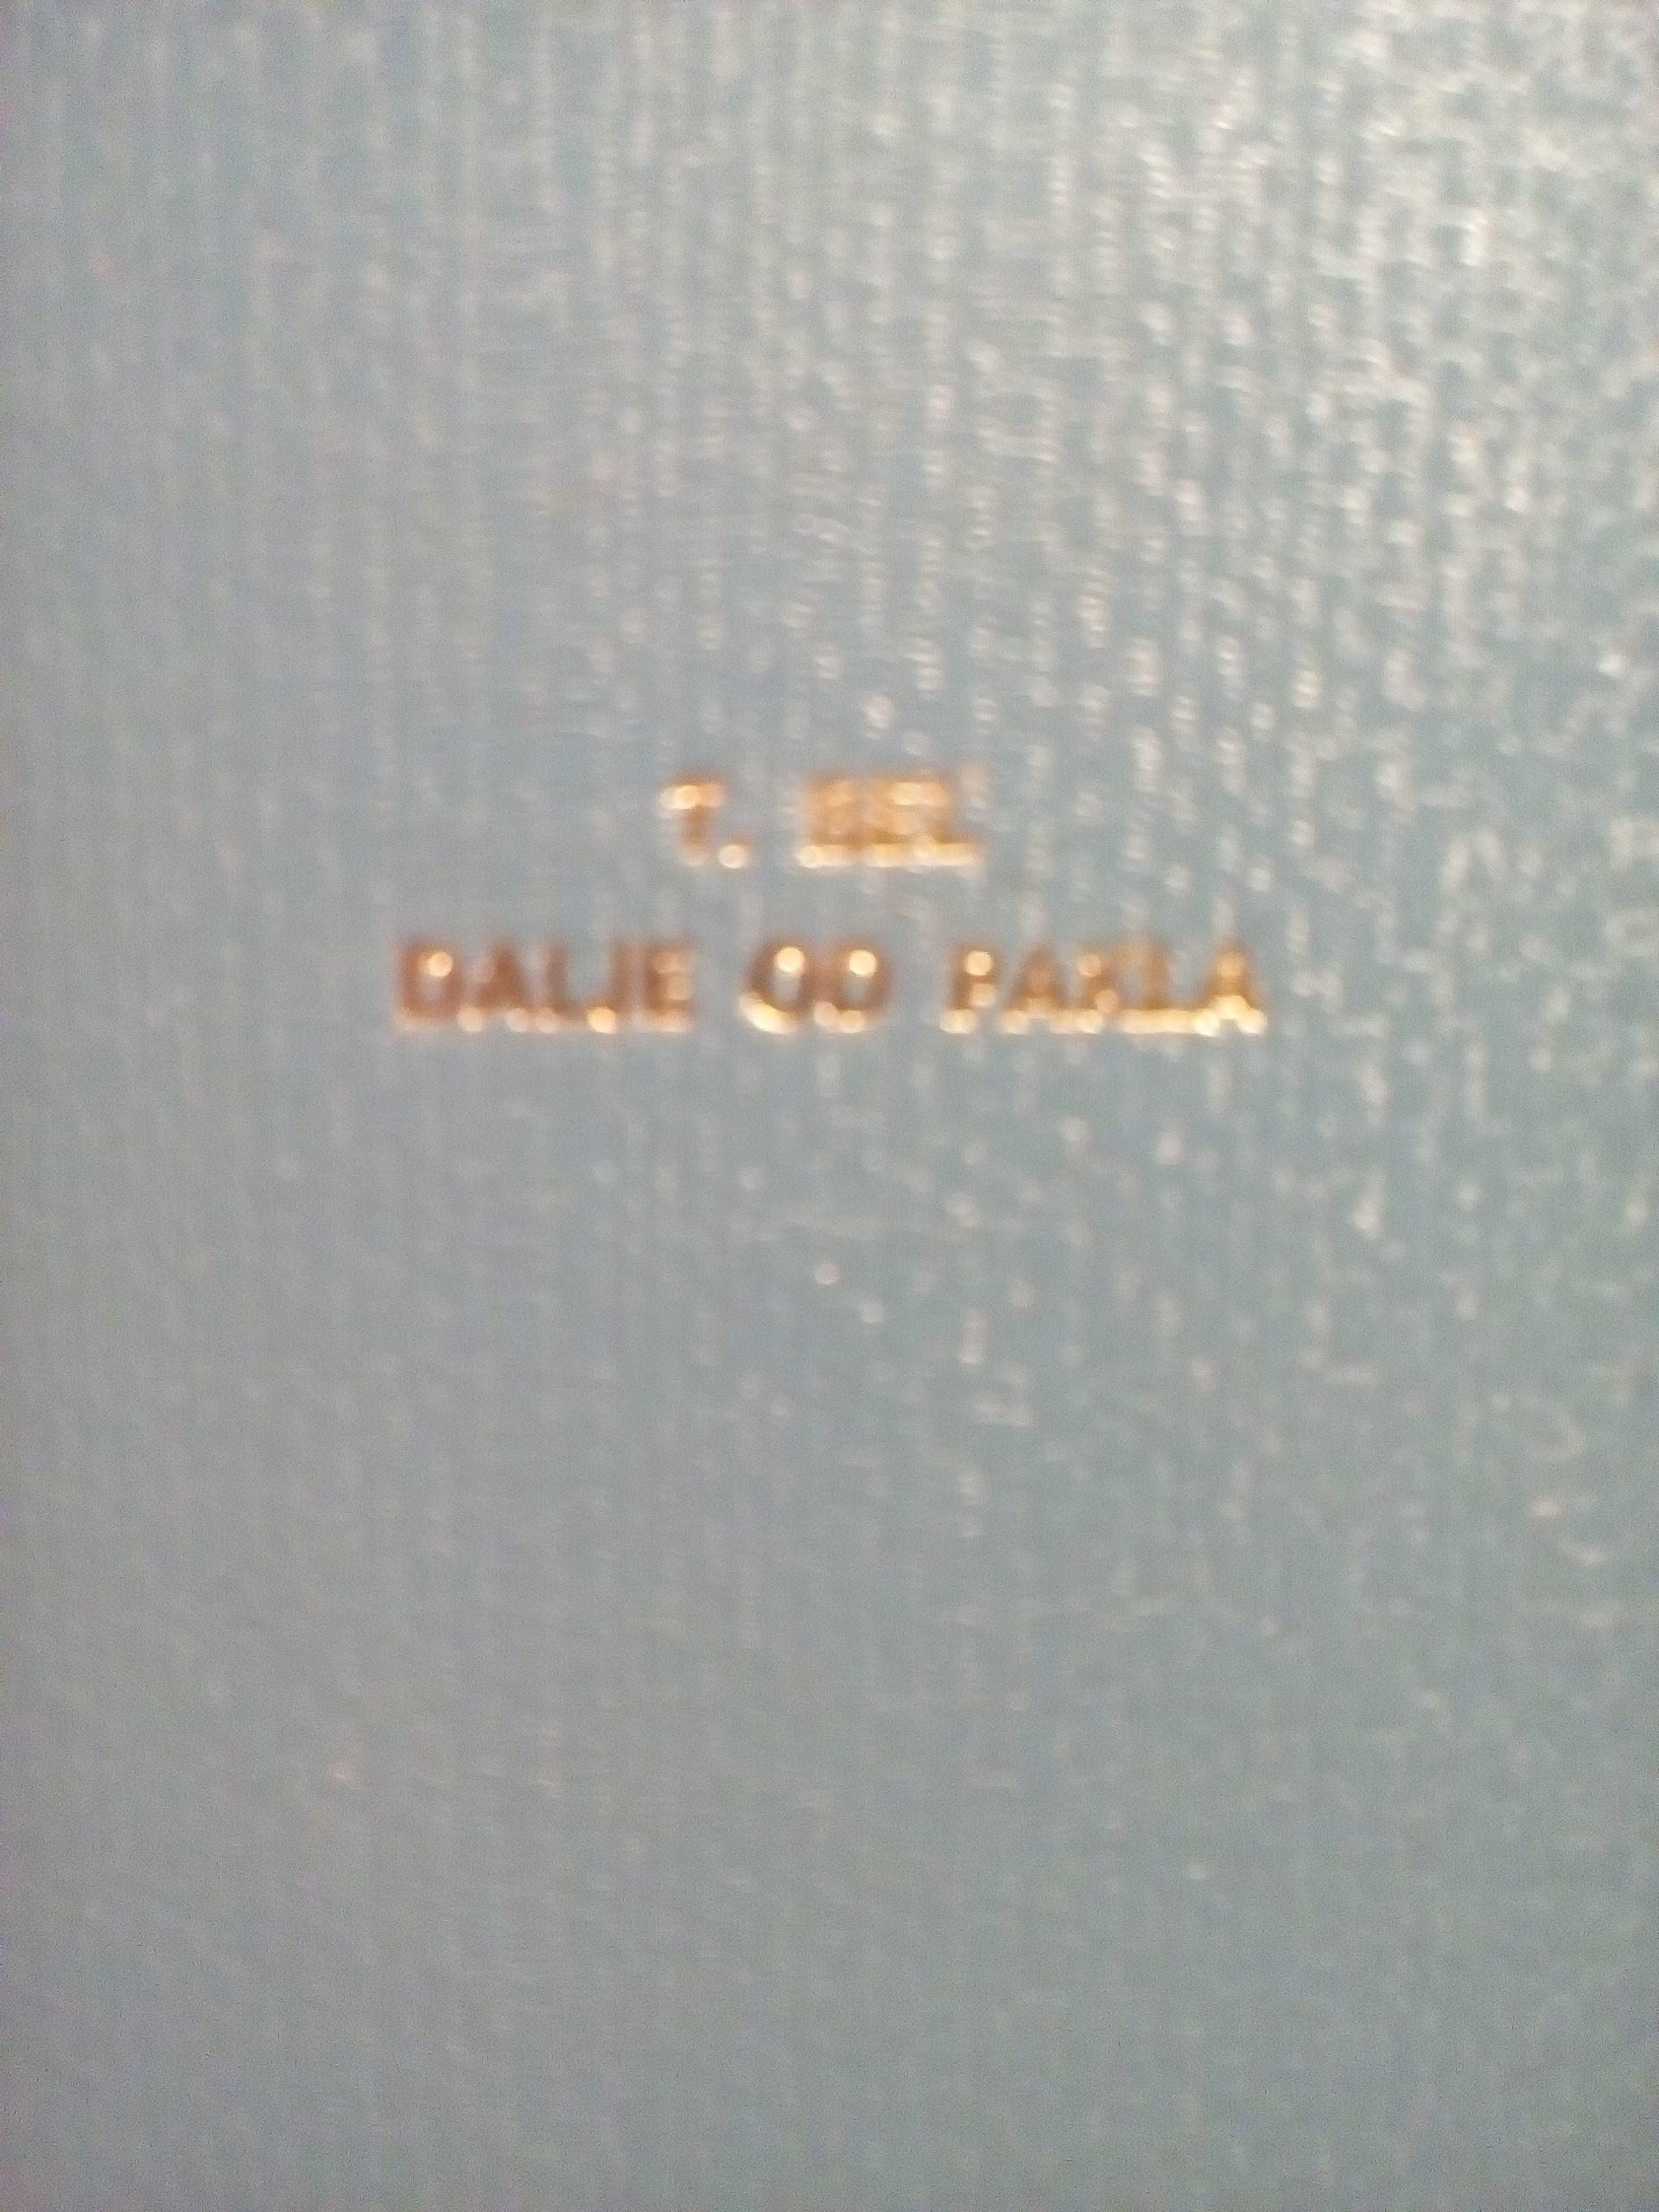 T. BEL
DALJE OD PAKLA